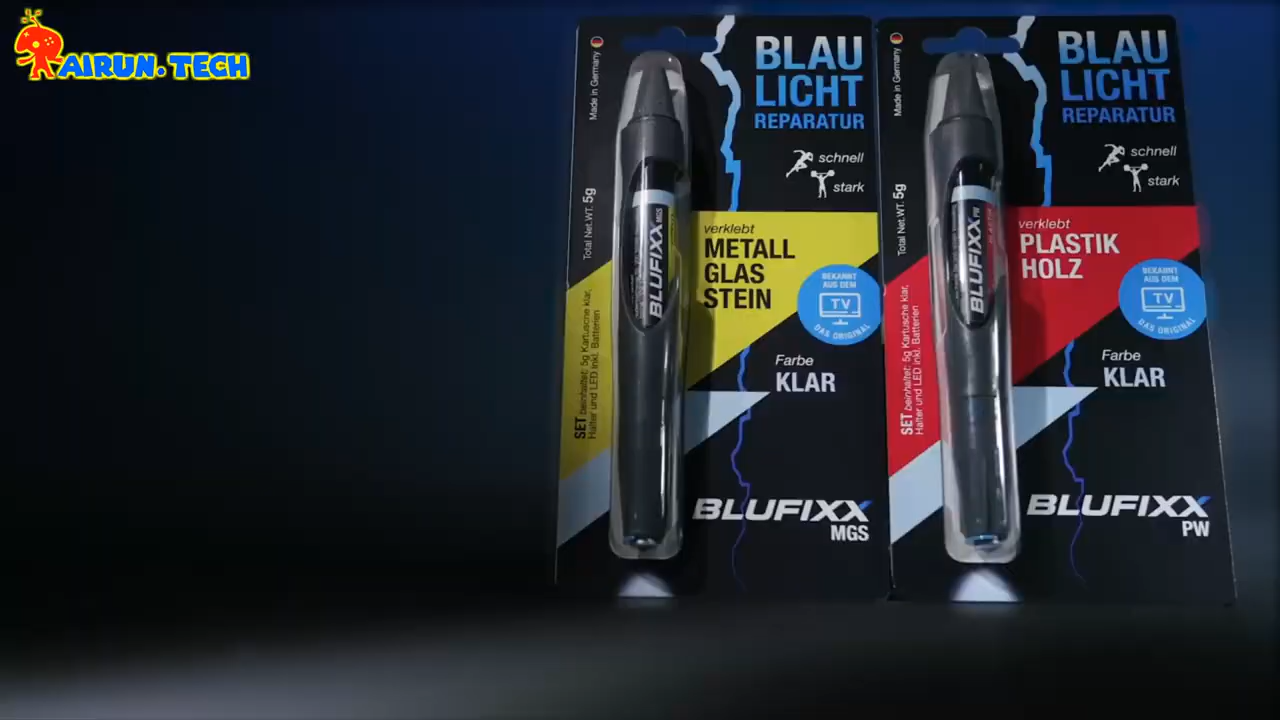 AIRUN.TECH
Made in Germany
BLAU
LICHT
REPARATUR
schnell
stark
Total Net.WT. 5g
verklebt
METALL
GLAS
STEIN
BEKANNT
AUS DEM
TV
DAS ORIGINAL
BLUFIXX MGS
SET beinhaltet: 5g Kartusche klar,
Halter und LED inkl. Batterien
Farbe
KLAR
BLUFIXX
MGS
Made in Germany
BLAU
LICHT
REPARATUR
schnell
stark
Total Net.WT. 5g
verklebt
PLASTIK
HOLZ
BEKANNT
AUS DEM
TV
DAS ORIGINAL
BLUFIXX PW
SET beinhaltet: 5g Kartusche klar,
Halter und LED inkl. Batterien
Farbe
KLAR
BLUFIXX
PW